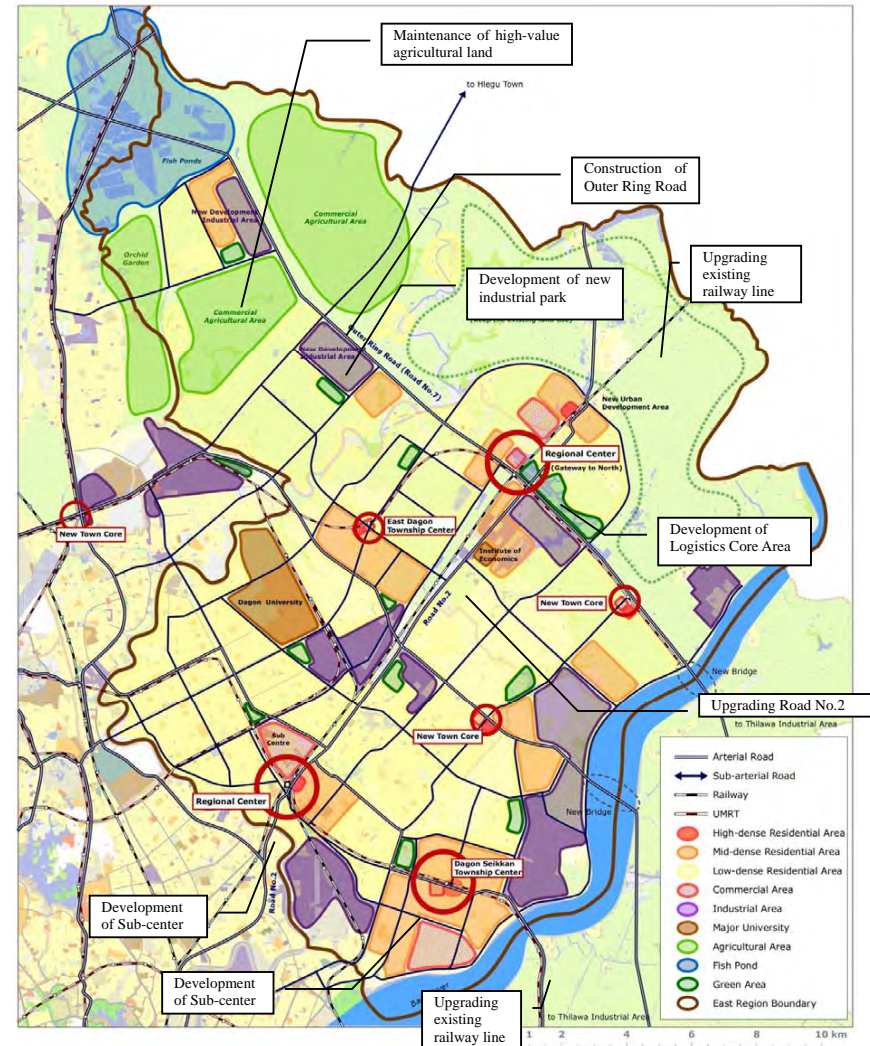 Maintenance of high-value
agricultural land
to Hlegu Town
Fish Ponds
Construction of
Outer Ring Road
New Development
Industrial Area
Commercial
Agricultural Area
Orchid
Garden
Upgrading
existing
railway line
Development of new
industrial park
Commercial
Agricultural Area
(Keep the existing land use)
Outer Ring Road (Road No.7)
New Development
Industrial Area
New Urban
Development Area
Regional Center
(Gateway to North)
New Town Core
East Dagon
Township Center
Institute of
Economics
Development of
Logistics Core Area
Dagon University
Road No.2
New Town Core
New Bridge
Upgrading Road No.2
to Thilawa Industrial Area
New Town Core
Sub
Centre
Regional Center
New Bridge
Arterial Road
Sub-arterial Road
Railway
UMRT
High-dense Residential Area
Mid-dense Residential Area
Low-dense Residential Area
Commercial Area
Industrial Area
Major University
Agricultural Area
Fish Pond
Green Area
East Region Boundary
Dagon Seikkan
Township Center
Road No.2
Development
of Sub-center
Development
of Sub-center
Upgrading
existing
railway line
to Thilawa Industrial Area
1 2 4 6 8 10 km